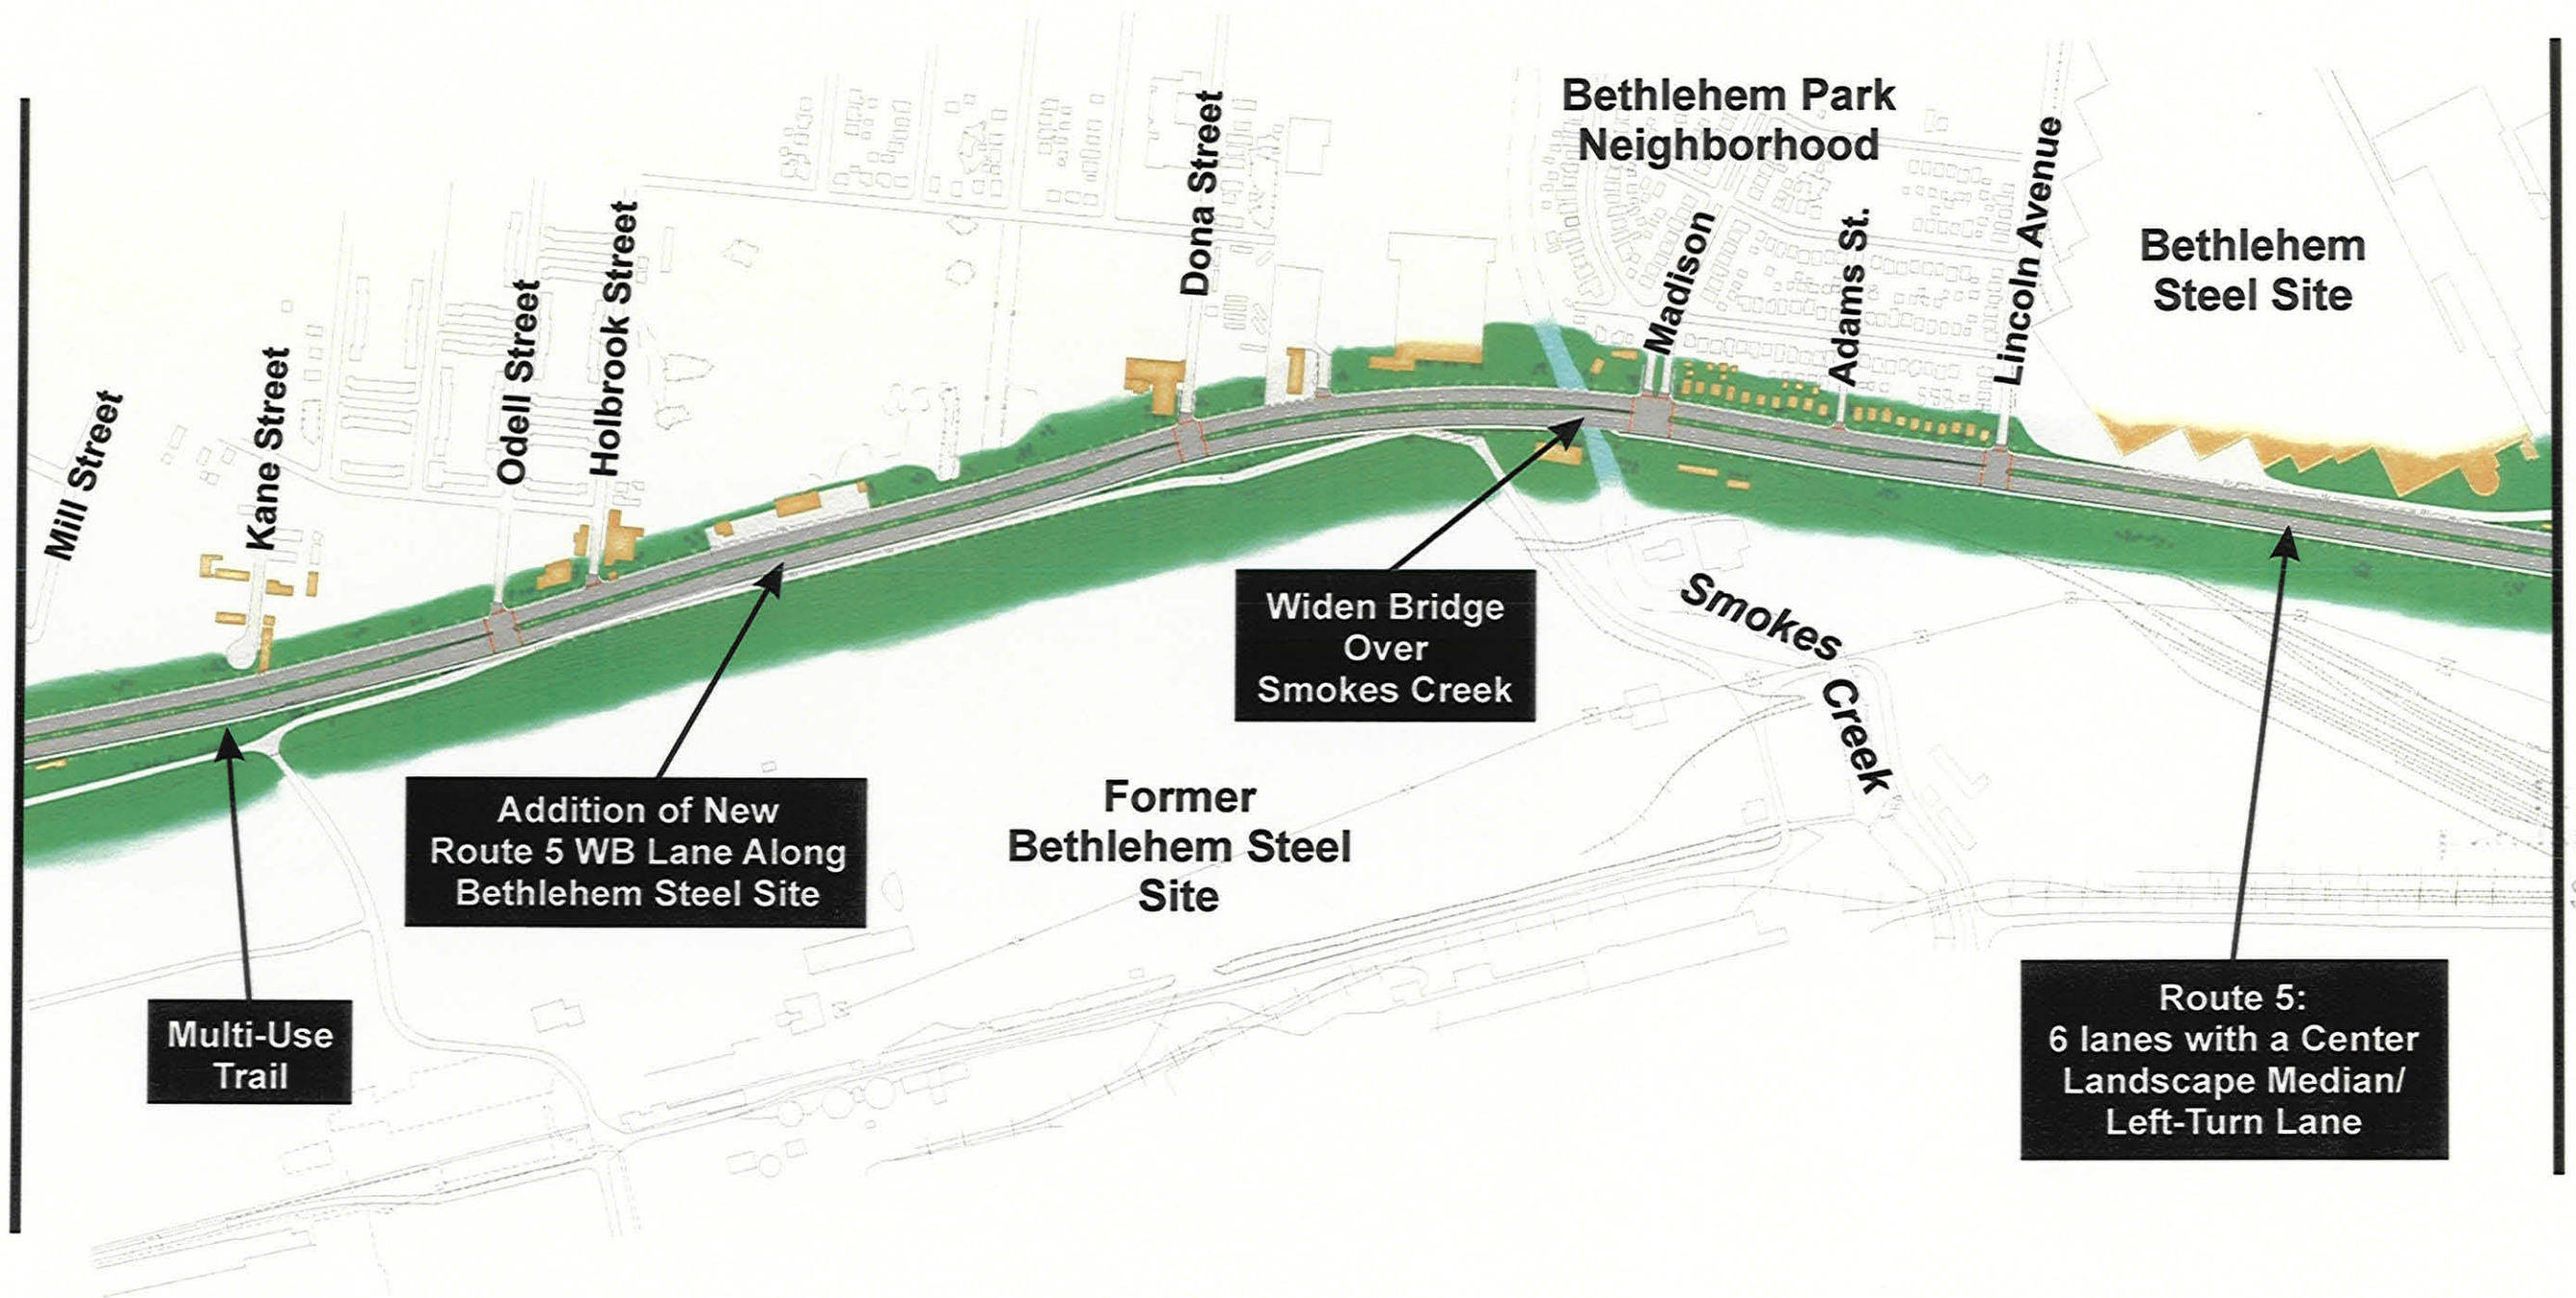 Mill Street
Kane Street
Odell Street
Holbrook Street
Dona Street
Bethlehem Park
Neighborhood
Madison
Adams St.
Lincoln Avenue
Bethlehem
Steel Site
Widen Bridge
Over
Smokes Creek
Smokes
Creek
Former
Bethlehem Steel
Site
Addition of New
Route 5 WB Lane Along
Bethlehem Steel Site
Multi-Use
Trail
Route 5:
6 lanes with a Center
Landscape Median/
Left-Turn Lane